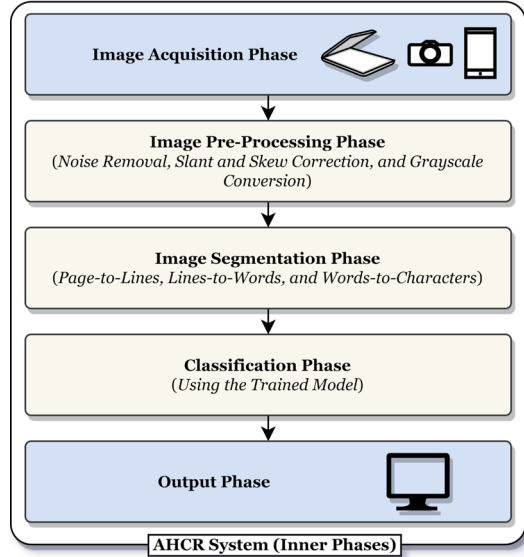 Image Acquisition Phase
Image Pre-Processing Phase
(Noise Removal, Slant and Skew Correction, and Grayscale
Conversion)
Image Segmentation Phase
(Page-to-Lines, Lines-to-Words, and Words-to-Characters)
Classification Phase
(Using the Trained Model)
Output Phase
AHCR System (Inner Phases)